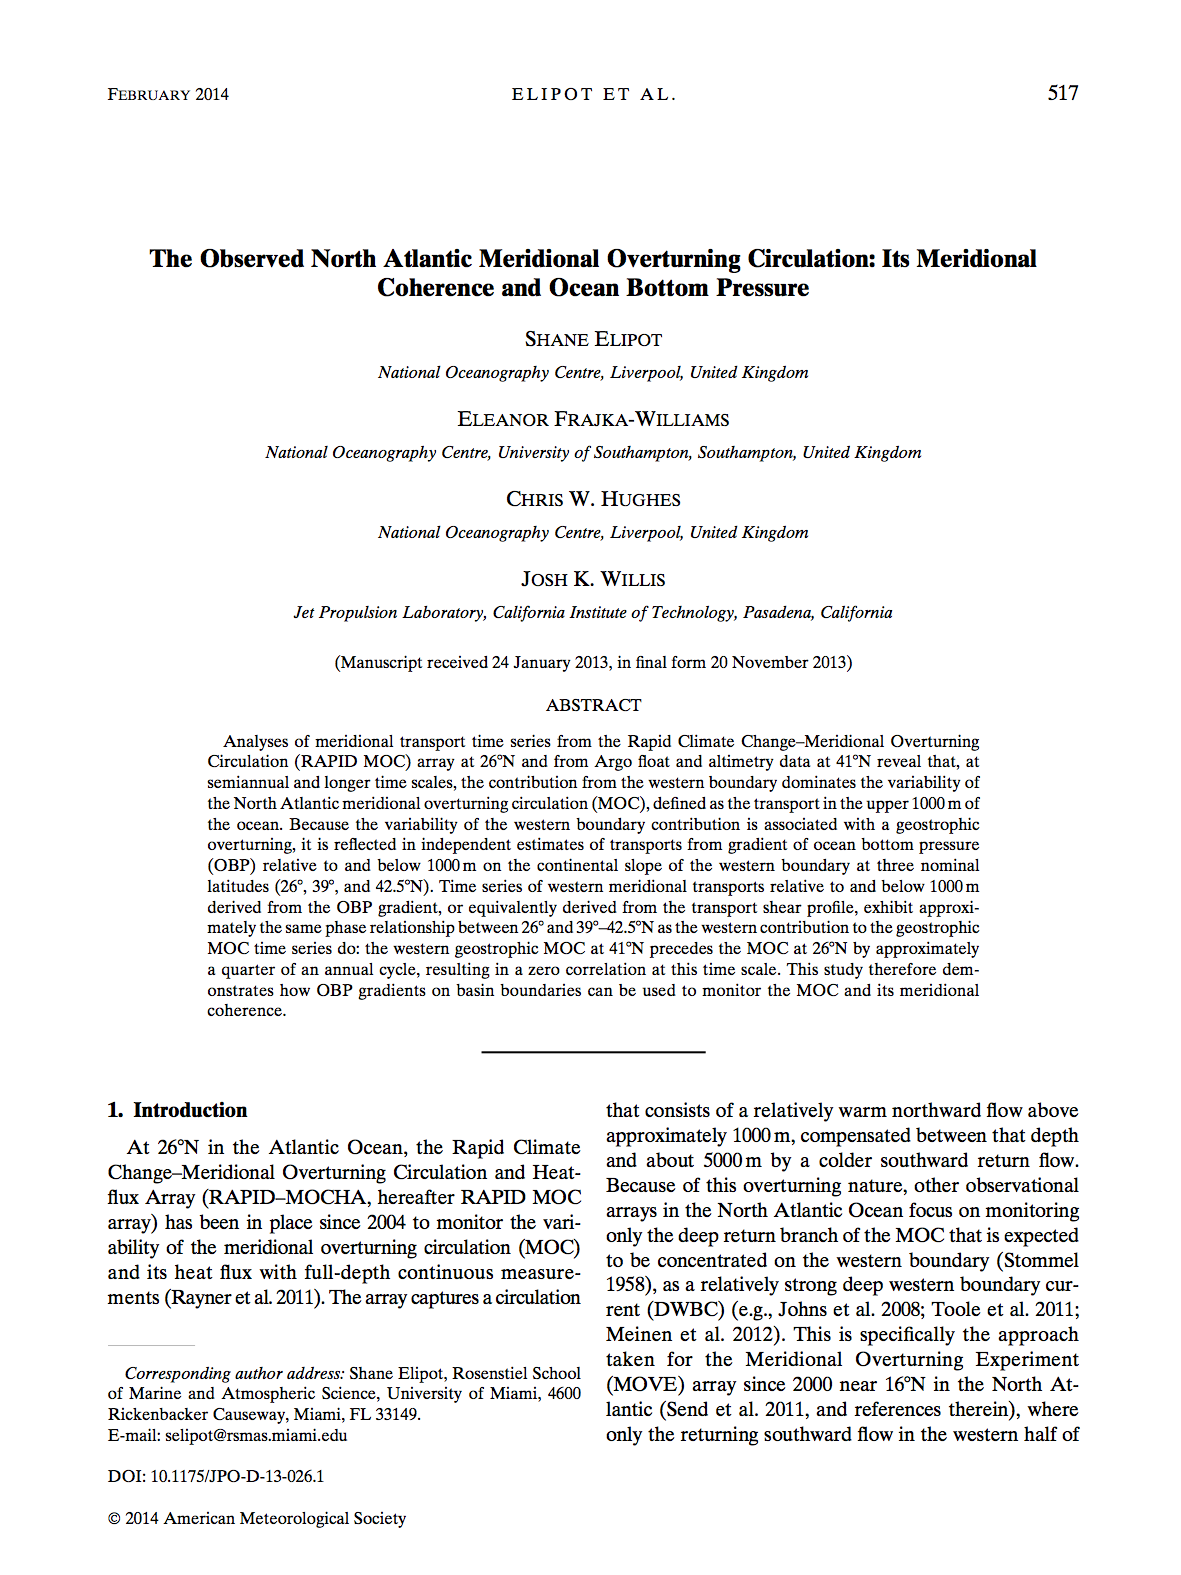 FEBRUARY 2014
ELIPOT ET AL.
517
The Observed North Atlantic Meridional Overturning Circulation: Its Meridional
Coherence and Ocean Bottom Pressure
SHANE ELIPOT
National Oceanography Centre, Liverpool, United Kingdom
ELEANOR FRAJKA-WILLIAMS
National Oceanography Centre, University of Southampton, Southampton, United Kingdom
CHRIS W. HUGHES
National Oceanography Centre, Liverpool, United Kingdom
JOSH K. WILLIS
Jet Propulsion Laboratory, California Institute of Technology, Pasadena, California
(Manuscript received 24 January 2013, in final form 20 November 2013)
ABSTRACT
Analyses of meridional transport time series from the Rapid Climate Change–Meridional Overturning
Circulation (RAPID MOC) array at 26°N and from Argo float and altimetry data at 41°N reveal that, at
semiannual and longer time scales, the contribution from the western boundary dominates the variability of
the North Atlantic meridional overturning circulation (MOC), defined as the transport in the upper 1000 m of
the ocean. Because the variability of the western boundary contribution is associated with a geostrophic
overturning, it is reflected in independent estimates of transports from gradient of ocean bottom pressure
(OBP) relative to and below 1000 m on the continental slope of the western boundary at three nominal
latitudes (26°, 39°, and 42.5°N). Time series of western meridional transports relative to and below 1000 m
derived from the OBP gradient, or equivalently derived from the transport shear profile, exhibit approxi-
mately the same phase relationship between 26° and 39°–42.5°N as the western contribution to the geostrophic
MOC time series do: the western geostrophic MOC at 41°N precedes the MOC at 26°N by approximately
a quarter of an annual cycle, resulting in a zero correlation at this time scale. This study therefore dem-
onstrates how OBP gradients on basin boundaries can be used to monitor the MOC and its meridional
coherence.
1. Introduction
At 26°N in the Atlantic Ocean, the Rapid Climate
Change–Meridional Overturning Circulation and Heat-
flux Array (RAPID–MOCHA, hereafter RAPID MOC
array) has been in place since 2004 to monitor the vari-
ability of the meridional overturning circulation (MOC)
and its heat flux with full-depth continuous measure-
ments (Rayner et al. 2011). The array captures a circulation
Corresponding author address: Shane Elipot, Rosenstiel School
of Marine and Atmospheric Science, University of Miami, 4600
Rickenbacker Causeway, Miami, FL 33149.
E-mail: selipot@rsmas.miami.edu
that consists of a relatively warm northward flow above
approximately 1000 m, compensated between that depth
and about 5000 m by a colder southward return flow.
Because of this overturning nature, other observational
arrays in the North Atlantic Ocean focus on monitoring
only the deep return branch of the MOC that is expected
to be concentrated on the western boundary (Stommel
1958), as a relatively strong deep western boundary cur-
rent (DWBC) (e.g., Johns et al. 2008; Toole et al. 2011;
Meinen et al. 2012). This is specifically the approach
taken for the Meridional Overturning Experiment
(MOVE) array since 2000 near 16°N in the North At-
lantic (Send et al. 2011, and references therein), where
only the returning southward flow in the western half of
DOI: 10.1175/JPO-D-13-026.1
© 2014 American Meteorological Society